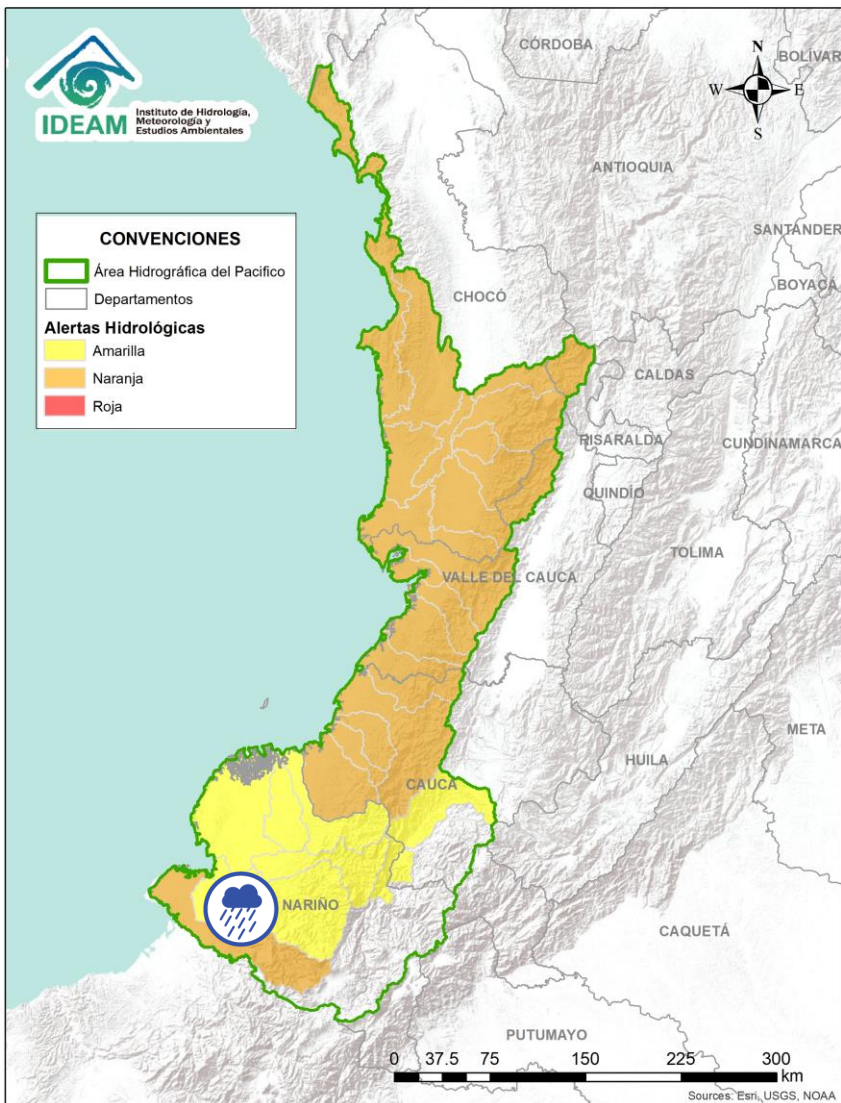 IDEAM
Instituto de Hidrología,
Meteorología y
Estudios Ambientales
CÓRDOBA
BOLÍVAR
N
W
E
S
ANTIOQUIA
SANTANDER
BOYACÁ
CONVENCIONES
Área Hidrográfica del Pacifico
Departamentos
Alertas Hidrológicas
Amarilla
Naranja
Roja
CHOCÓ
CALDAS
RISARALDA
CUNDINAMARCA
QUINDÍO
TOLIMA
VALLE DEL CAUCA
META
HUILA
CAUCA
NARIÑO
CAQUETÁ
PUTUMAYO
0 37.5 75 150 225 300
km
Sources: Esri, USGS, NOAA